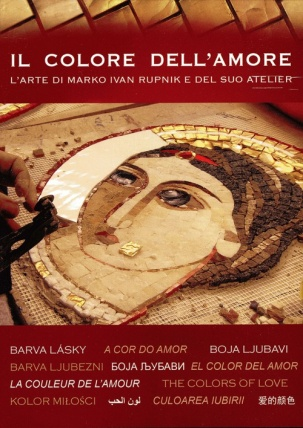 IL COLORE DELL'AMORE
L'ARTE DI MARKO IVAN RUPNIK E DEL SUO ATELIER
BARVA LÁSKY A COR DO AMOR BOJA LJUBAVI
BARVA LJUBEZNI БОЈА ЉУБАВИ EL COLOR DEL AMOR
LA COULEUR DE L'AMOUR THE COLORS OF LOVE
KOLOR MIŁOŚCI لون الحب CULOAREA IUBIRII 爱的颜色